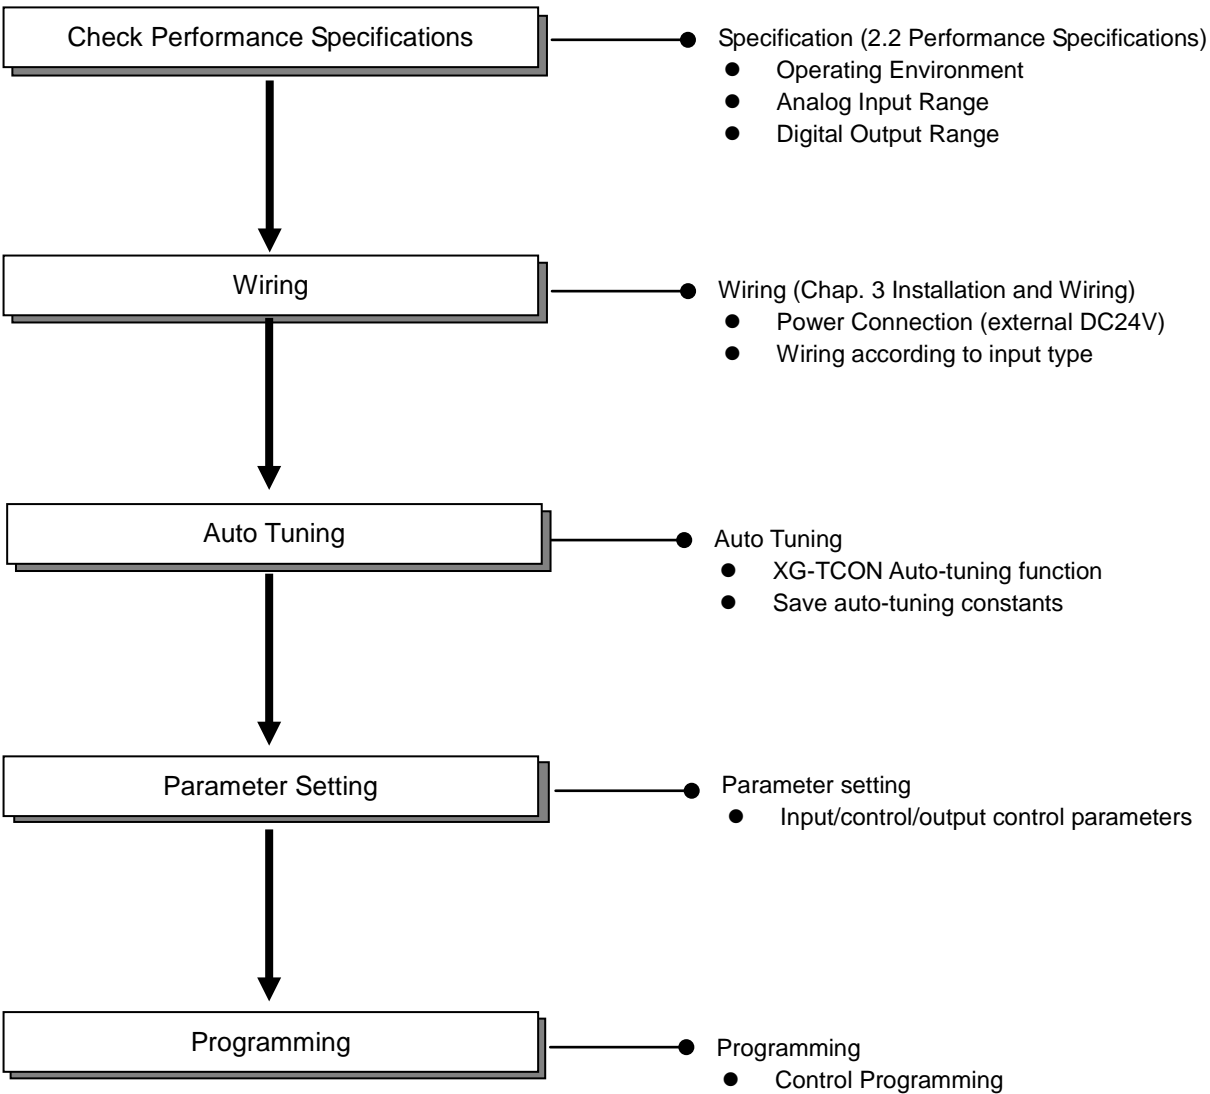 Check Performance Specifications
Specification (2.2 Performance Specifications)
● Operating Environment
● Analog Input Range
● Digital Output Range
Wiring
Wiring (Chap. 3 Installation and Wiring)
● Power Connection (external DC24V)
● Wiring according to input type
Auto Tuning
Auto Tuning
● XG-TCON Auto-tuning function
● Save auto-tuning constants
Parameter Setting
Parameter setting
● Input/control/output control parameters
Programming
Programming
● Control Programming